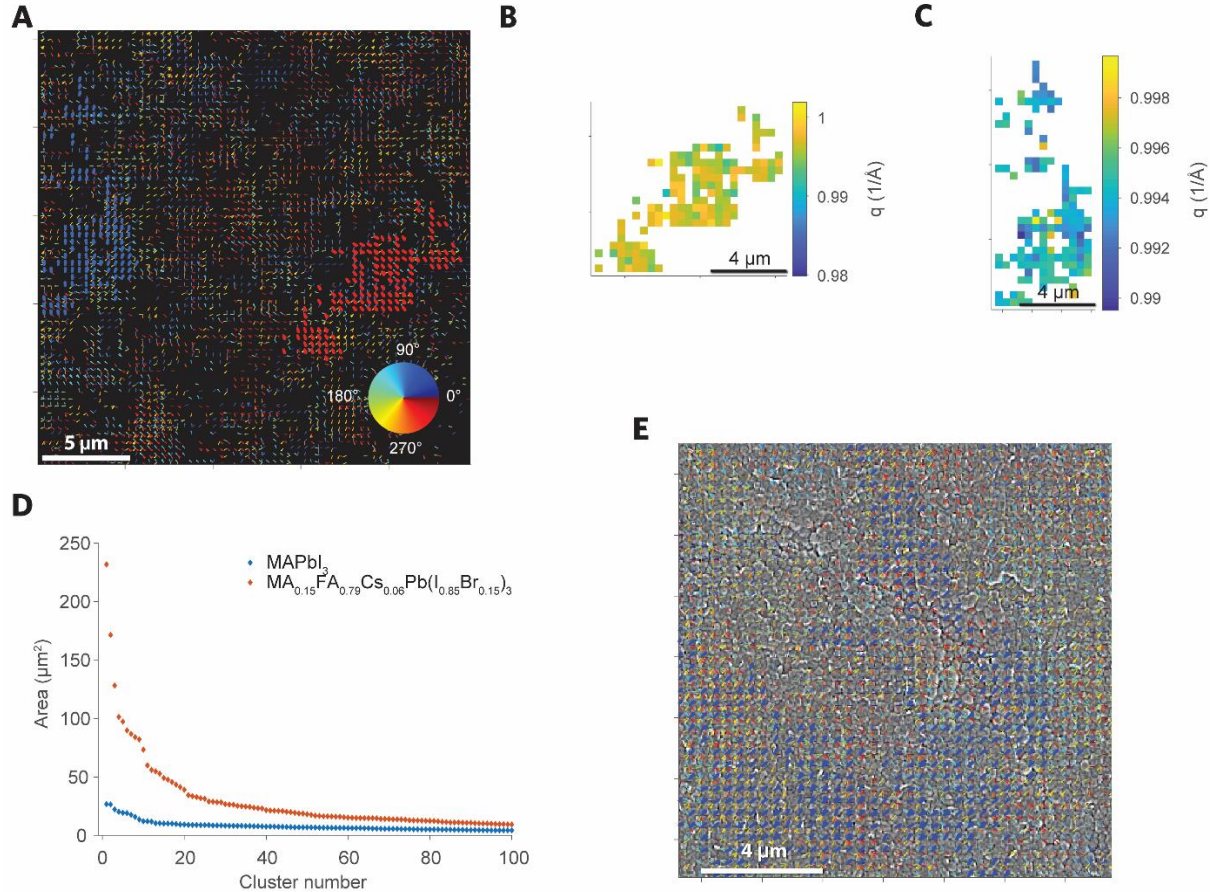 A
90°
180°
0°
270°
5 µm
B
1
0.99
0.98
q (1/Å)
4 µm
C
0.998
0.996
0.994
0.992
0.99
q (1/Å)
4 µm
D
250
200
150
100
50
0
Area (µm²)
MAPbI₃
MA₀.₁₅FA₀.₇₉Cs₀.₀₆Pb(I₀.₈₅Br₀.₁₅)₃
0 20 40 60 80 100
Cluster number
E
4 µm